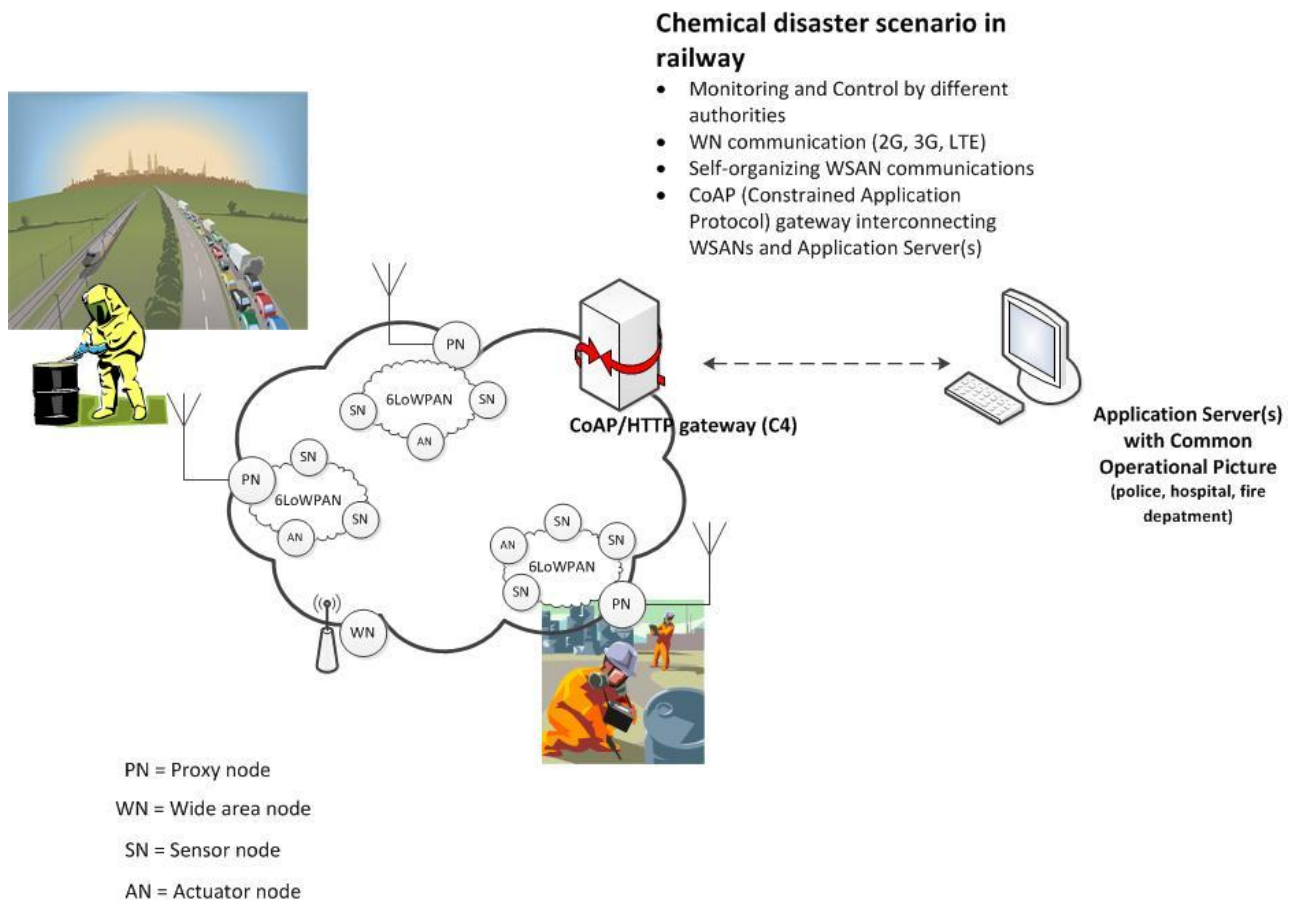 Chemical disaster scenario in
railway
• Monitoring and Control by different
authorities
• WN communication (2G, 3G, LTE)
• Self-organizing WSAN communications
• CoAP (Constrained Application
Protocol) gateway interconnecting
WSANs and Application Server(s)
PN
6LoWPAN
SN
SN
AN
CoAP/HTTP gateway (C4)
Application Server(s)
with Common
Operational Picture
(police, hospital, fire
depatment)
SN
PN
6LoWPAN
SN
AN
SN
AN
SN
6LoWPAN
SN
PN
WN
PN = Proxy node
WN = Wide area node
SN = Sensor node
AN = Actuator node